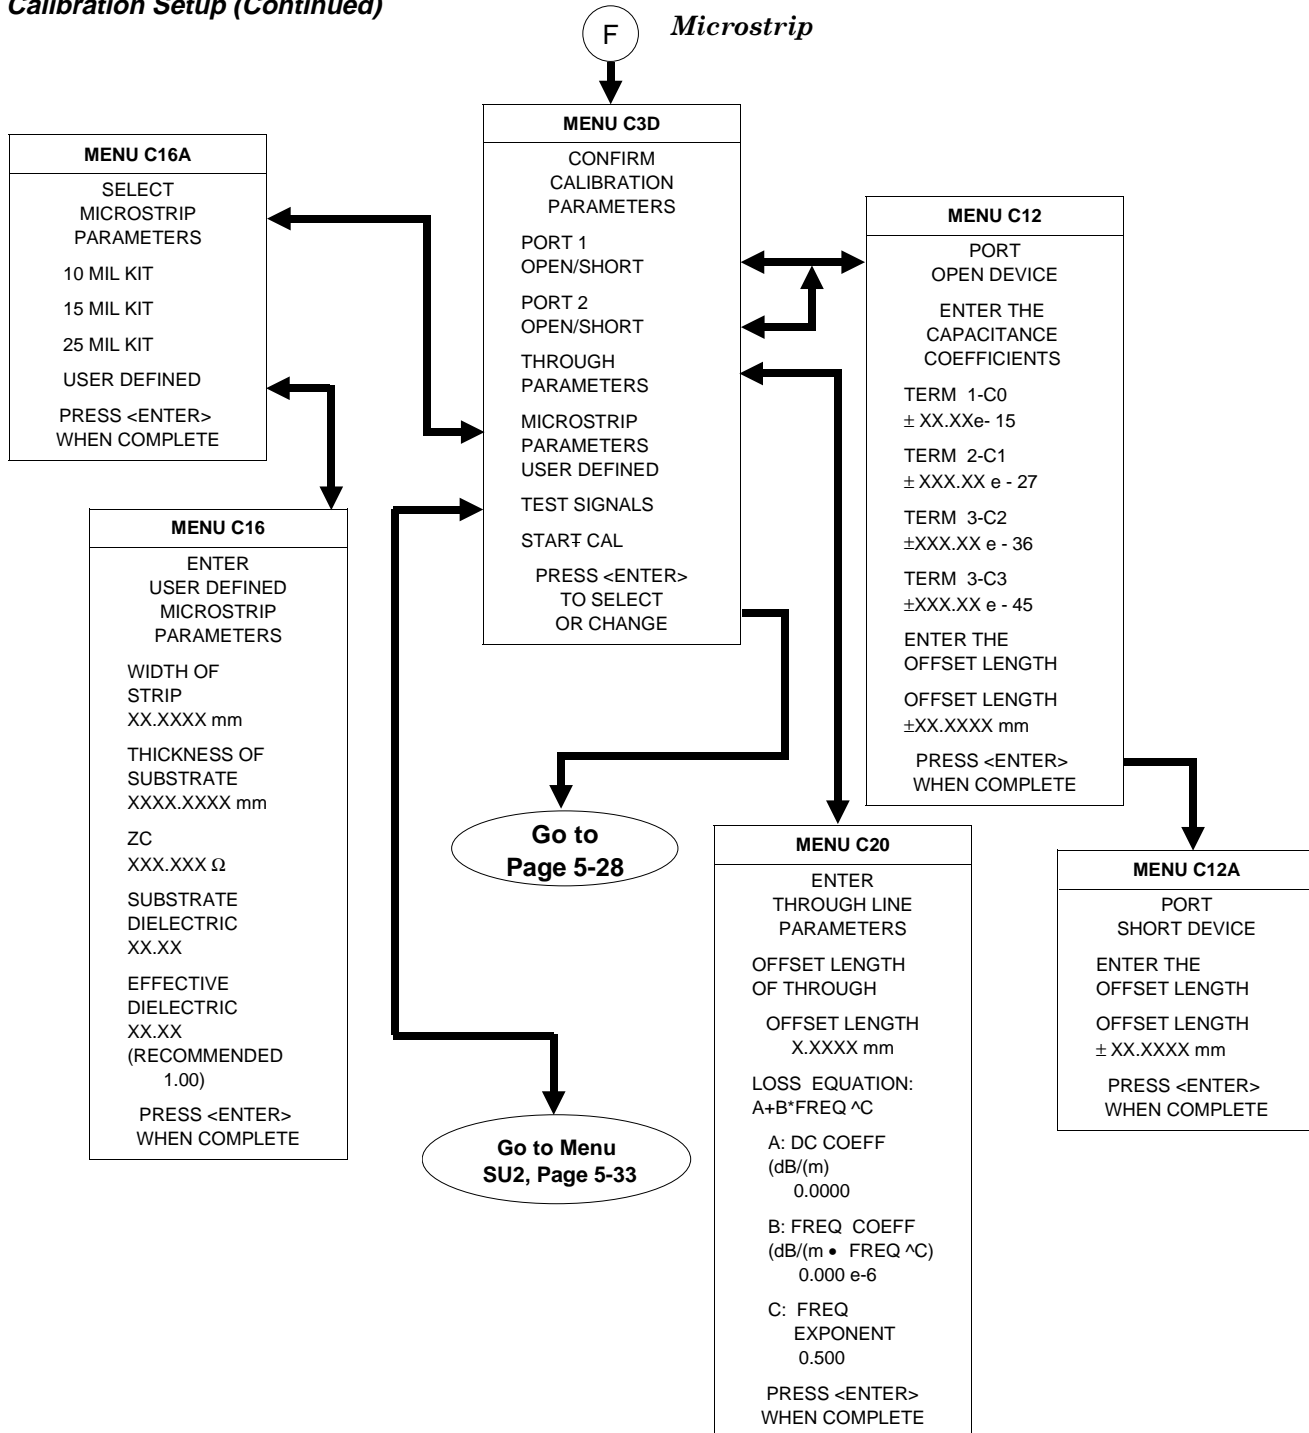 Calibration Setup (Continued)
F
Microstrip
MENU C3D
CONFIRM
CALIBRATION
PARAMETERS
PORT 1
OPEN/SHORT
PORT 2
OPEN/SHORT
THROUGH
PARAMETERS
MICROSTRIP
PARAMETERS
USER DEFINED
TEST SIGNALS
START CAL
PRESS <ENTER>
TO SELECT
OR CHANGE
MENU C16A
SELECT
MICROSTRIP
PARAMETERS
10 MIL KIT
15 MIL KIT
25 MIL KIT
USER DEFINED
PRESS <ENTER>
WHEN COMPLETE
MENU C16
ENTER
USER DEFINED
MICROSTRIP
PARAMETERS
WIDTH OF
STRIP
XX.XXXX mm
THICKNESS OF
SUBSTRATE
XXXX.XXXX mm
ZC
XXX.XXX Ω
SUBSTRATE
DIELECTRIC
XX.XX
EFFECTIVE
DIELECTRIC
XX.XX
(RECOMMENDED
1.00)
PRESS <ENTER>
WHEN COMPLETE
MENU C12
PORT
OPEN DEVICE
ENTER THE
CAPACITANCE
COEFFICIENTS
TERM 1-C0
± XX.XXe- 15
TERM 2-C1
± XXX.XX e - 27
TERM 3-C2
±XXX.XX e - 36
TERM 3-C3
±XXX.XX e - 45
ENTER THE
OFFSET LENGTH
OFFSET LENGTH
±XX.XXXX mm
PRESS <ENTER>
WHEN COMPLETE
Go to
Page 5-28
Go to Menu
SU2, Page 5-33
MENU C20
ENTER
THROUGH LINE
PARAMETERS
OFFSET LENGTH
OF THROUGH
OFFSET LENGTH
X.XXXX mm
LOSS EQUATION:
A+B*FREQ ^C
A: DC COEFF
(dB/(m)
0.0000
B: FREQ COEFF
(dB/(m • FREQ ^C)
0.000 e-6
C: FREQ
EXPONENT
0.500
PRESS <ENTER>
WHEN COMPLETE
MENU C12A
PORT
SHORT DEVICE
ENTER THE
OFFSET LENGTH
OFFSET LENGTH
± XX.XXXX mm
PRESS <ENTER>
WHEN COMPLETE